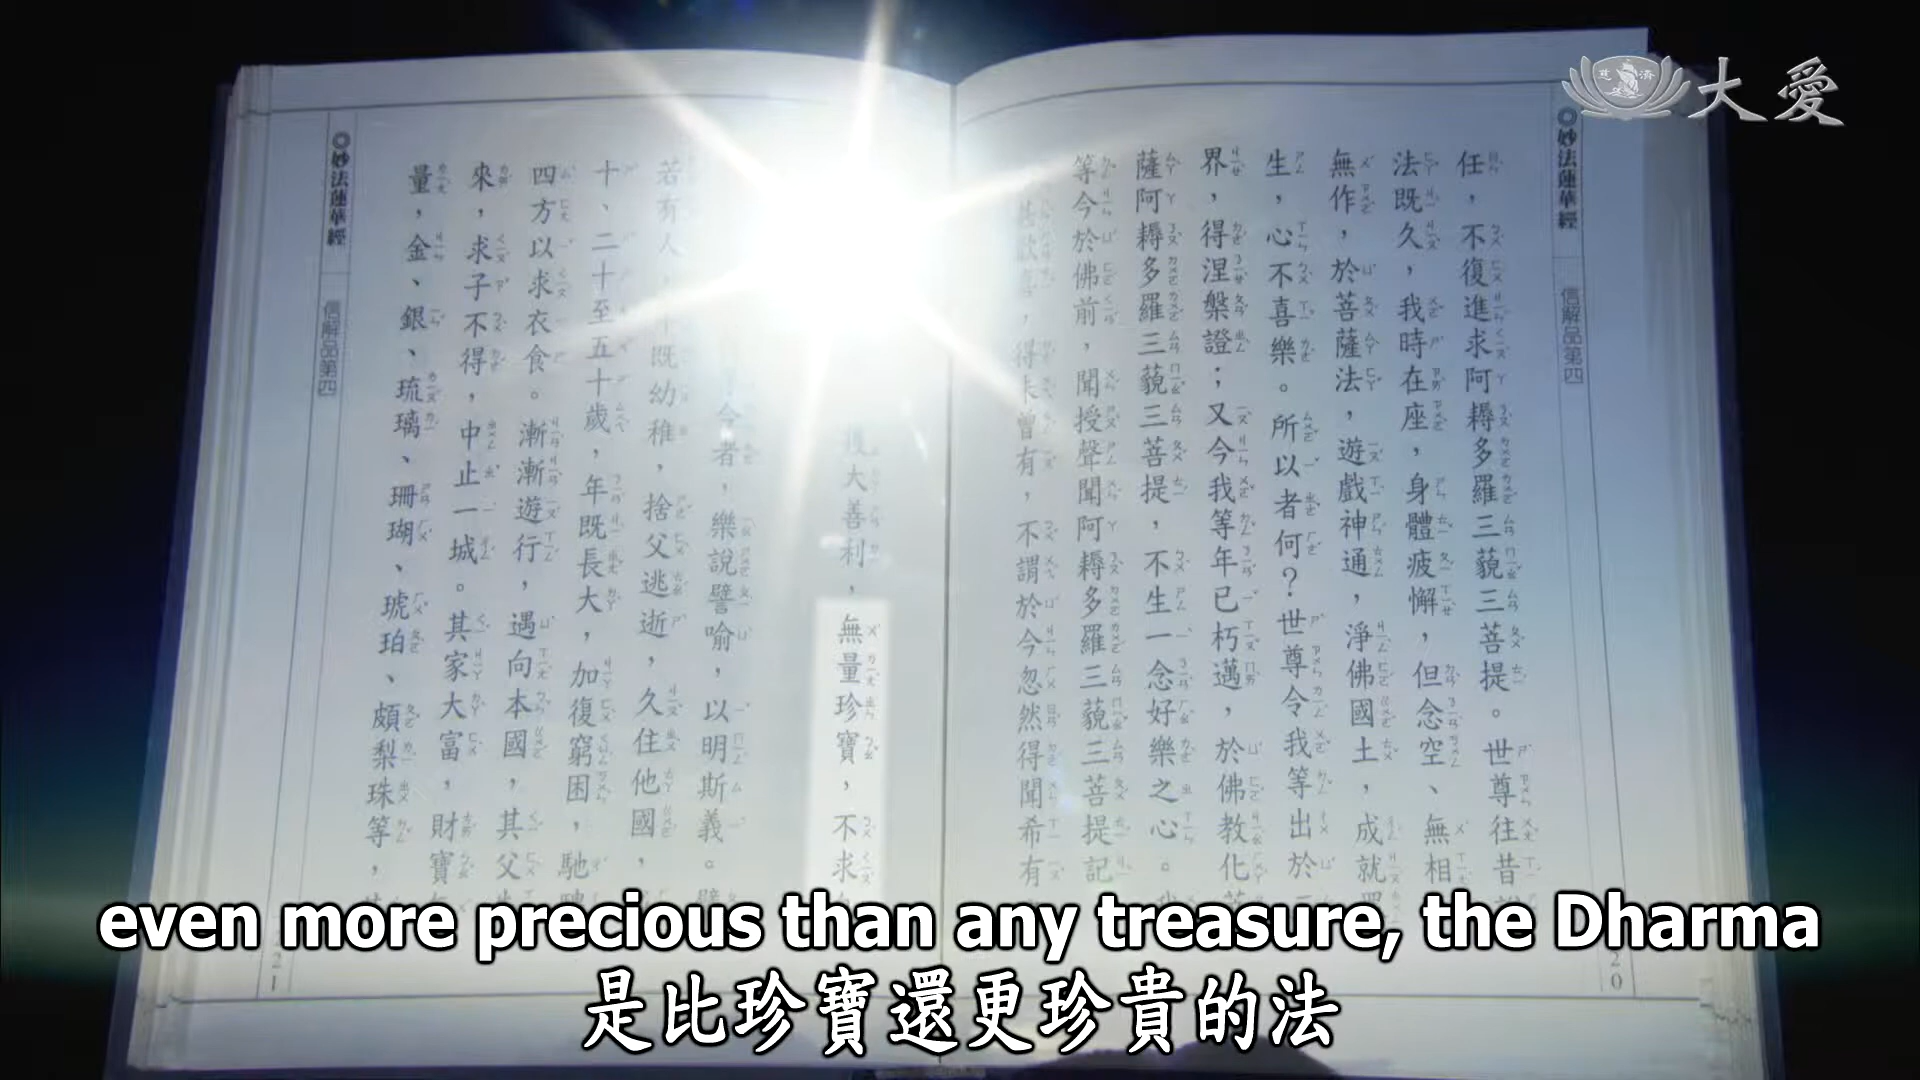 慈濟
大愛
◎妙法蓮華經
信解品第四
任，不復進求阿耨多羅三藐三菩提。世尊往昔
法既久，我時在座，身體疲懈，但念空、無相
無作，於菩薩法，遊戲神通，淨佛國土，成就
生，心不喜樂。所以者何？世尊令我等出於
界，得涅槃證；又今我等年已朽邁，於佛教化
薩阿耨多羅三藐三菩提，不生一念好樂之心。
等今於佛前，聞授聲聞阿耨多羅三藐三菩提記
得未曾有，不謂於今忽然得聞希有
20
大善利，無量珍寶，不求
今者，樂說譬喻，以明斯義。譬
若有人，既幼稚，捨父逃逝，久住他國，
十、二十至五十歲，年既長大，加復窮困，馳
四方以求衣食。漸漸遊行，遇向本國，其父
來，求子不得，中止一城。其家大富，財寶
量，金、銀、琉璃、珊瑚、琥珀、頗梨珠等，
◎妙法蓮華經
信解品第四
21
even more precious than any treasure, the Dharma
是比珍寶還更珍貴的法